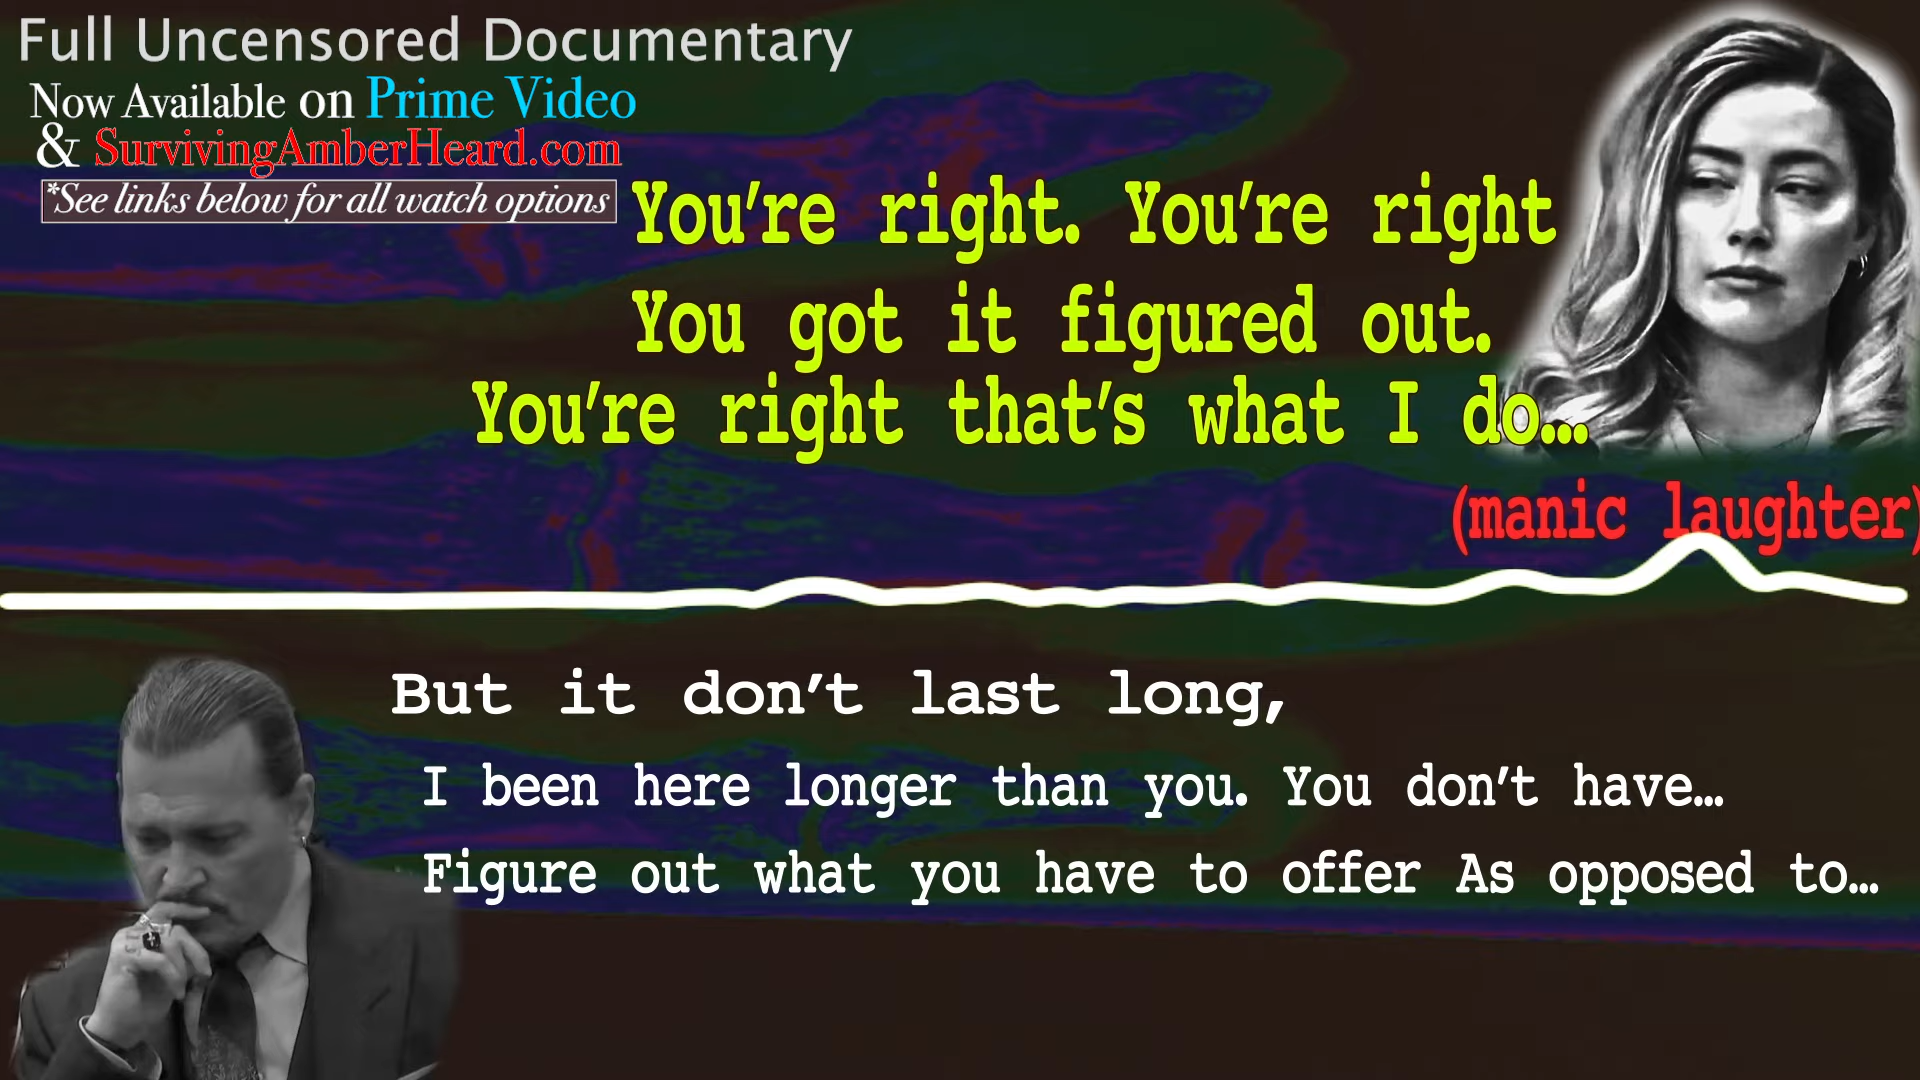 Full Uncensored Documentary
Now Available on Prime Video
& SurvivingAmberHeard.com
*See links below for all watch options
You're right. You're right
You got it figured out.
You're right that's what I do...
(manic laughter)
But it don't last long,
I been here longer than you. You don't have...
Figure out what you have to offer As opposed to...